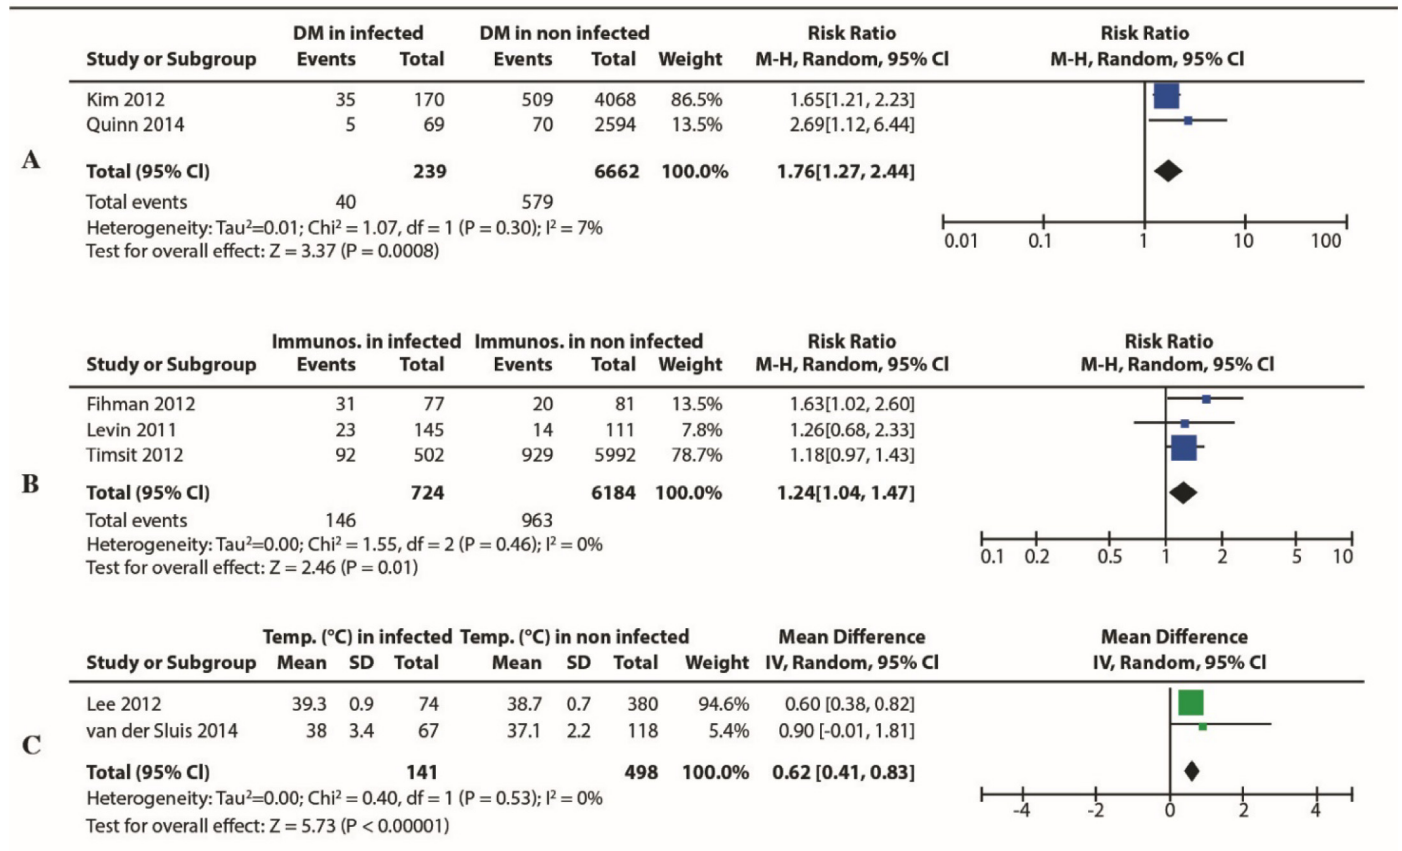 DM in infected DM in non infected Risk Ratio Risk Ratio
Study or Subgroup Events Total Events Total Weight M-H, Random, 95% Cl M-H, Random, 95% Cl
Kim 2012 35 170 509 4068 86.5% 1.65[1.21, 2.23]
Quinn 2014 5 69 70 2594 13.5% 2.69[1.12, 6.44]
A
Total (95% Cl) 239 6662 100.0% 1.76[1.27, 2.44]
Total events 40 579
Heterogeneity: Tau²=0.01; Chi² = 1.07, df = 1 (P = 0.30); I² = 7%
0.01 0.1 1 10 100
Test for overall effect: Z = 3.37 (P = 0.0008)
Immunos. in infected Immunos. in non infected Risk Ratio Risk Ratio
Study or Subgroup Events Total Events Total Weight M-H, Random, 95% Cl M-H, Random, 95% Cl
Fihman 2012 31 77 20 81 13.5% 1.63[1.02, 2.60]
Levin 2011 23 145 14 111 7.8% 1.26[0.68, 2.33]
Timsit 2012 92 502 929 5992 78.7% 1.18[0.97, 1.43]
B
Total (95% Cl) 724 6184 100.0% 1.24[1.04, 1.47]
Total events 146 963
Heterogeneity: Tau²=0.00; Chi² = 1.55, df = 2 (P = 0.46); I² = 0%
0.1 0.2 0.5 1 2 5 10
Test for overall effect: Z = 2.46 (P = 0.01)
Temp. (°C) in infected Temp. (°C) in non infected Mean Difference Mean Difference
Study or Subgroup Mean SD Total Mean SD Total Weight IV, Random, 95% Cl IV, Random, 95% Cl
Lee 2012 39.3 0.9 74 38.7 0.7 380 94.6% 0.60 [0.38, 0.82]
van der Sluis 2014 38 3.4 67 37.1 2.2 118 5.4% 0.90 [-0.01, 1.81]
C
Total (95% Cl) 141 498 100.0% 0.62 [0.41, 0.83]
Heterogeneity: Tau²=0.00; Chi² = 0.40, df = 1 (P = 0.53); I² = 0%
-4 -2 0 2 4
Test for overall effect: Z = 5.73 (P < 0.00001)